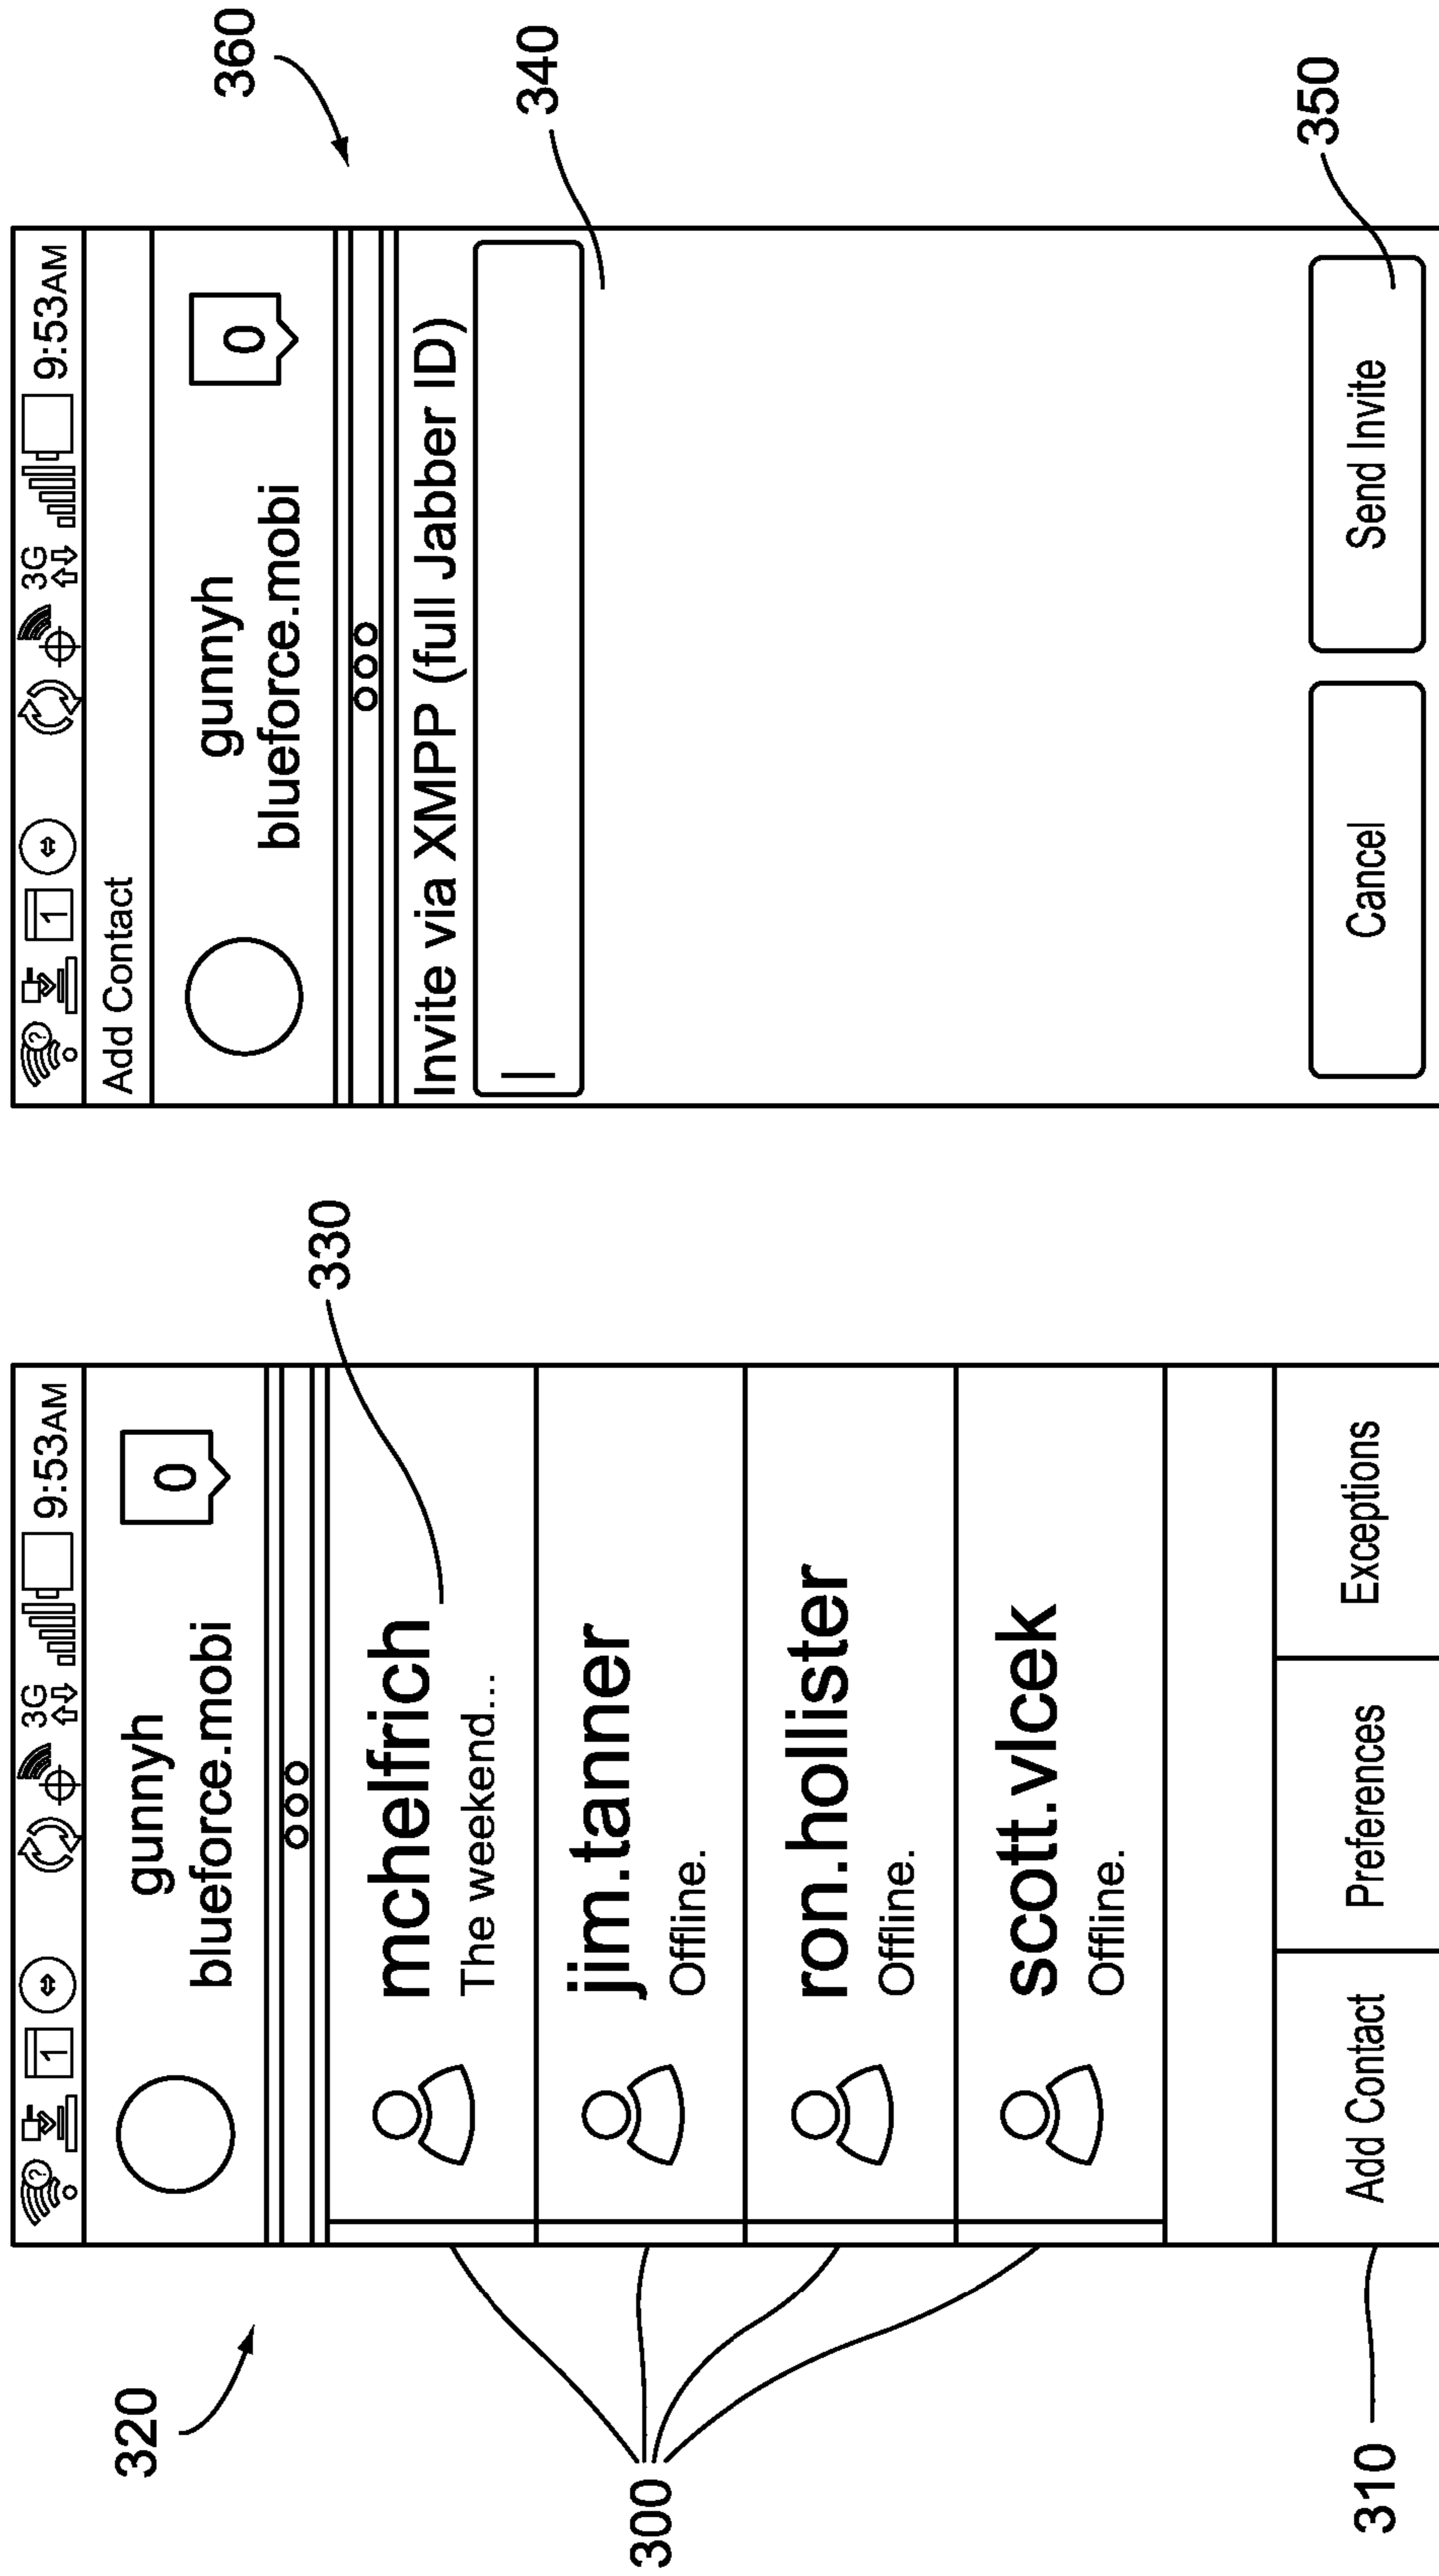 320
9:53AM
3G
1
?
gunnyh
blueforce.mobi
0
330
mchelfrich
The weekend...
jim.tanner
Offline.
ron.hollister
Offline.
scott.vlcek
Offline.
300
Add Contact
Preferences
Exceptions
310
360
9:53AM
3G
1
?
Add Contact
gunnyh
blueforce.mobi
0
Invite via XMPP (full Jabber ID)
340
Cancel
Send Invite
350